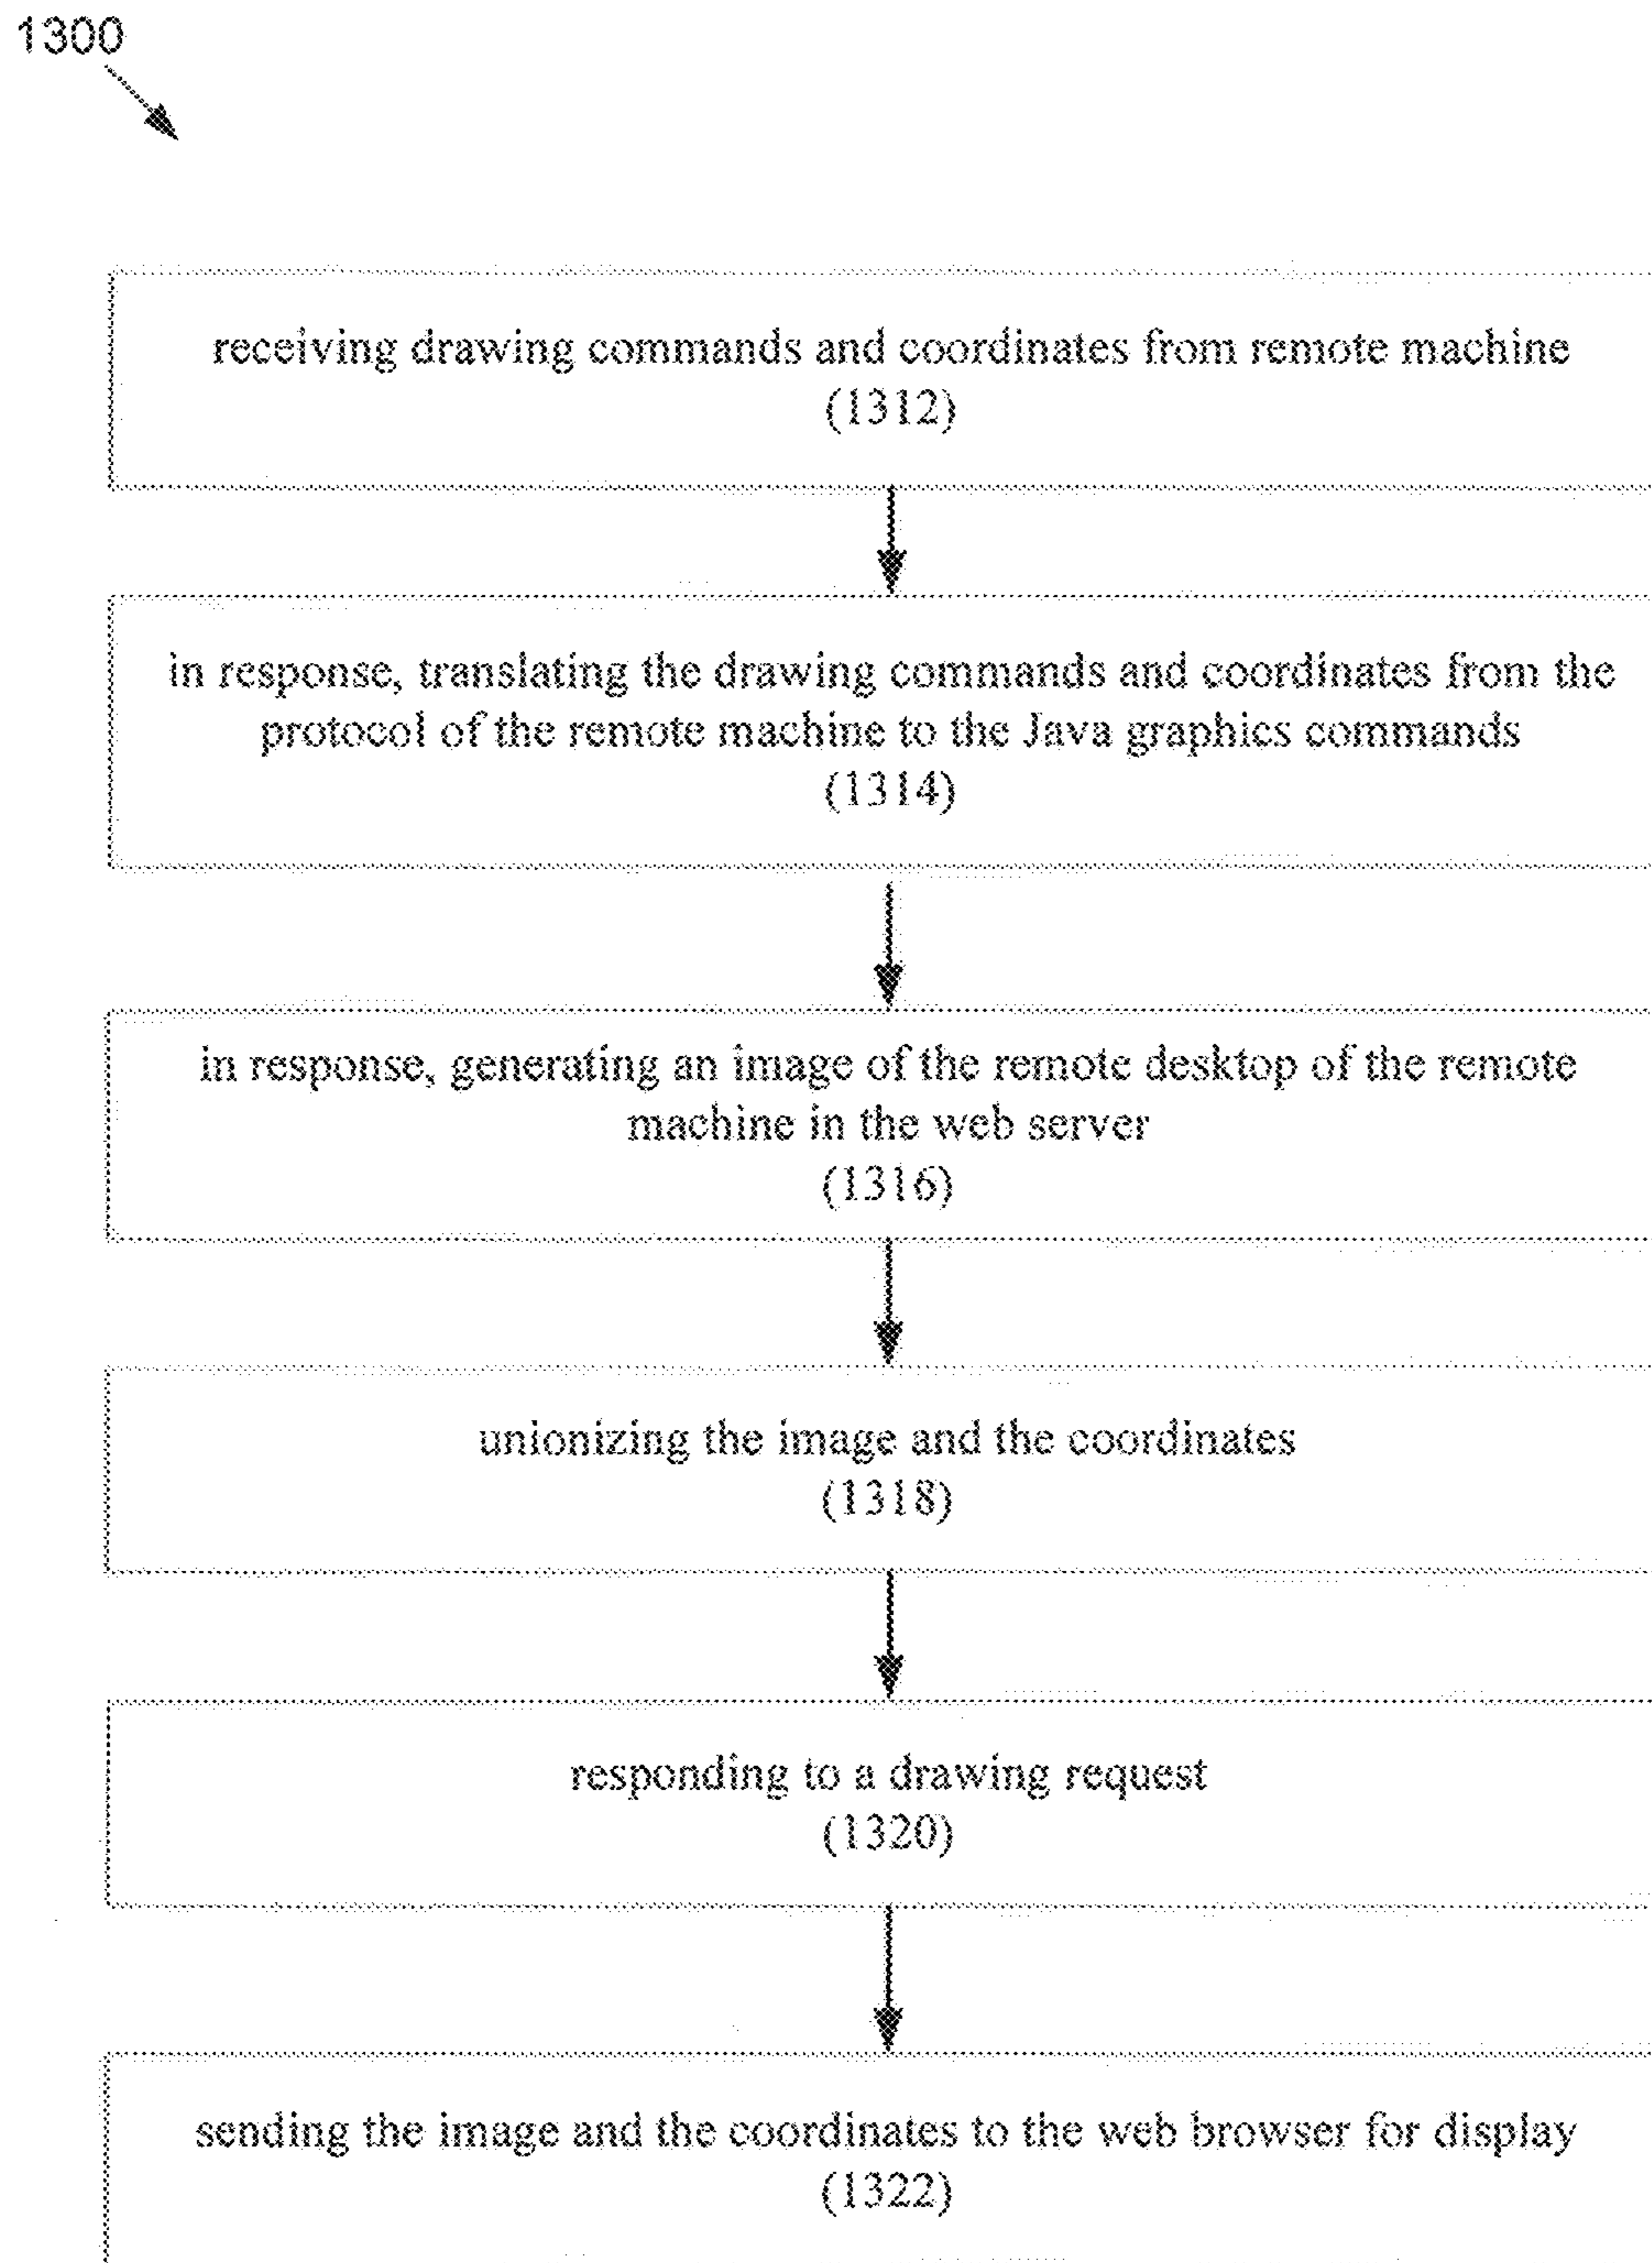 1300
receiving drawing commands and coordinates from remote machine
(1312)
in response, translating the drawing commands and coordinates from the
protocol of the remote machine to the Java graphics commands
(1314)
in response, generating an image of the remote desktop of the remote
machine in the web server
(1316)
unionizing the image and the coordinates
(1318)
responding to a drawing request
(1320)
sending the image and the coordinates to the web browser for display
(1322)